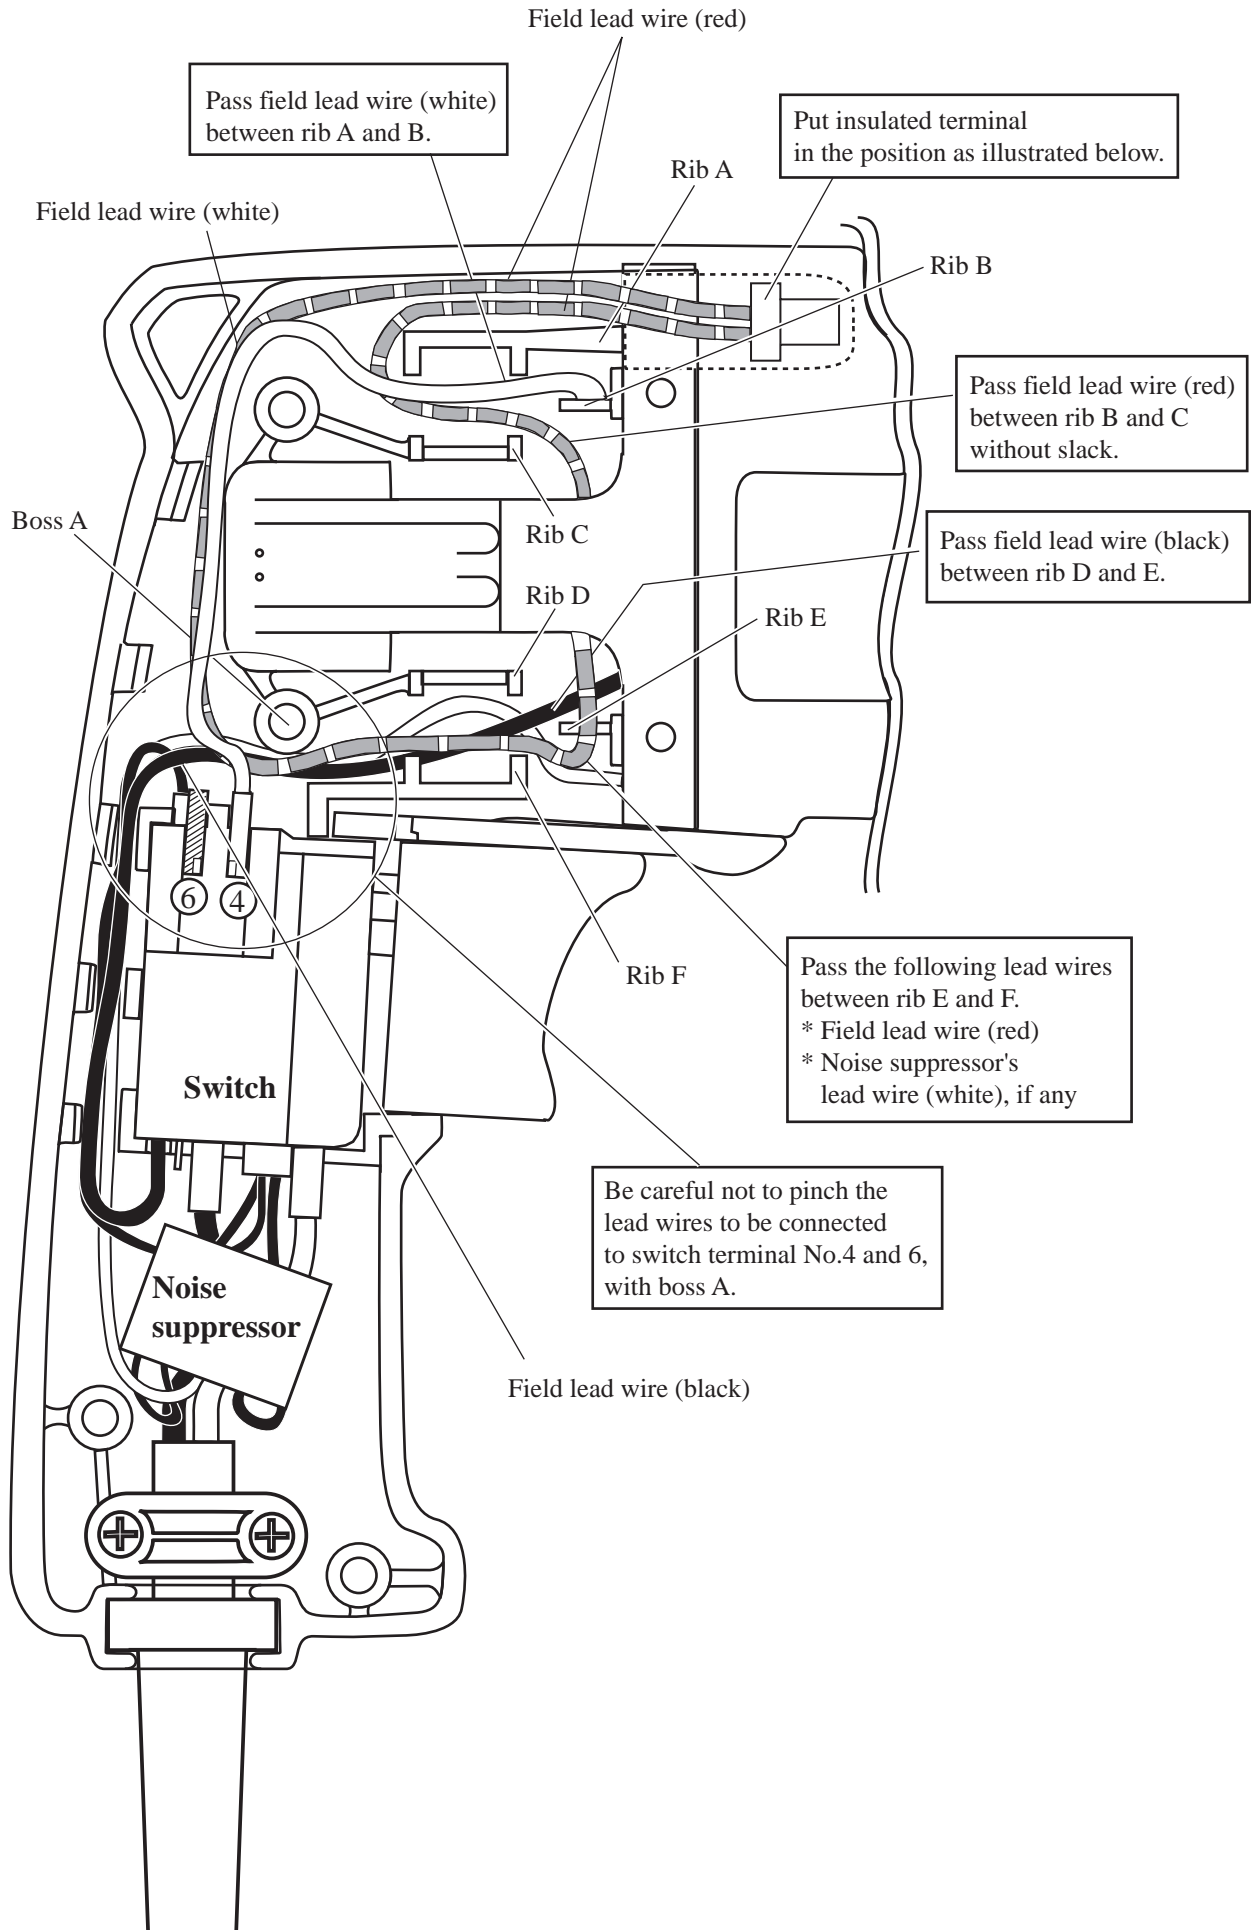 Field lead wire (red)
Pass field lead wire (white)
between rib A and B.
Put insulated terminal
in the position as illustrated below.
Rib A
Field lead wire (white)
Rib B
Pass field lead wire (red)
between rib B and C
without slack.
Boss A
Rib C
Pass field lead wire (black)
between rib D and E.
Rib D
Rib E
6
4
Rib F
Pass the following lead wires
between rib E and F.
* Field lead wire (red)
* Noise suppressor's
lead wire (white), if any
Switch
Be careful not to pinch the
lead wires to be connected
to switch terminal No.4 and 6,
with boss A.
Noise
suppressor
Field lead wire (black)